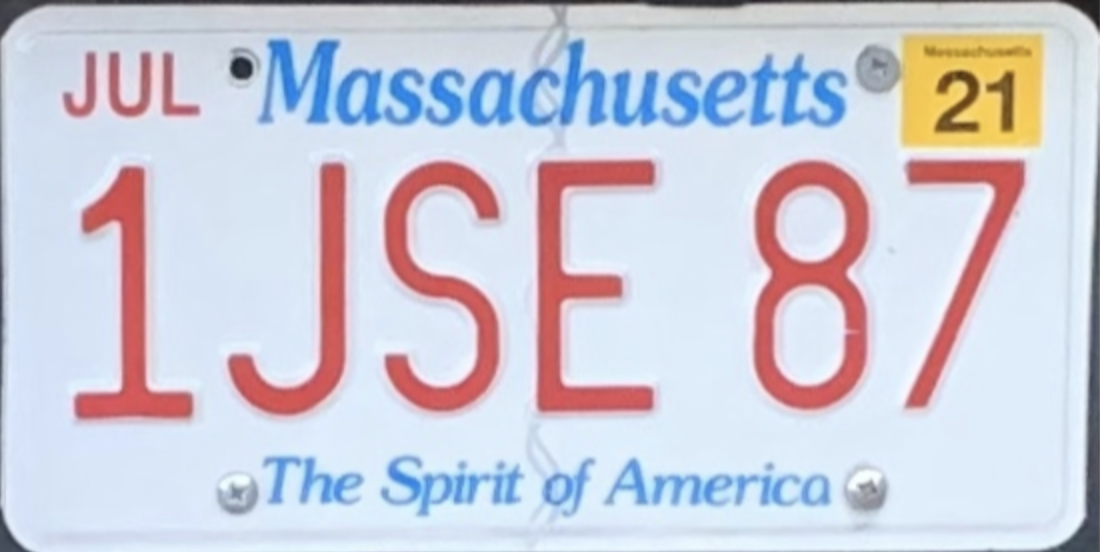 JUL Massachusetts Massachusetts 21
1JSE 87
The Spirit of America